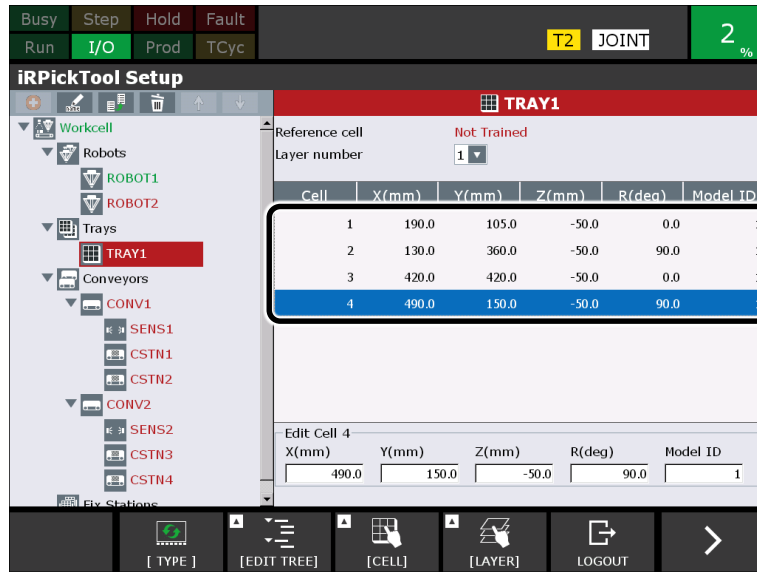 Busy Step Hold Fault
Run I/O Prod TCyc
T2 JOINT
2 %
iRPickTool Setup
TRAY1
Workcell
Robots
ROBOT1
ROBOT2
Trays
TRAY1
Conveyors
CONV1
SENS1
CSTN1
CSTN2
CONV2
SENS2
CSTN3
CSTN4
Fix Stations
Reference cell Not Trained
Layer number 1
Cell X(mm) Y(mm) Z(mm) R(deg) Model ID
1 190.0 105.0 -50.0 0.0
2 130.0 360.0 -50.0 90.0
3 420.0 420.0 -50.0 0.0
4 490.0 150.0 -50.0 90.0
Edit Cell 4
X(mm) Y(mm) Z(mm) R(deg) Model ID
490.0 150.0 -50.0 90.0 1
[ TYPE ] [EDIT TREE] [CELL] [LAYER] LOGOUT